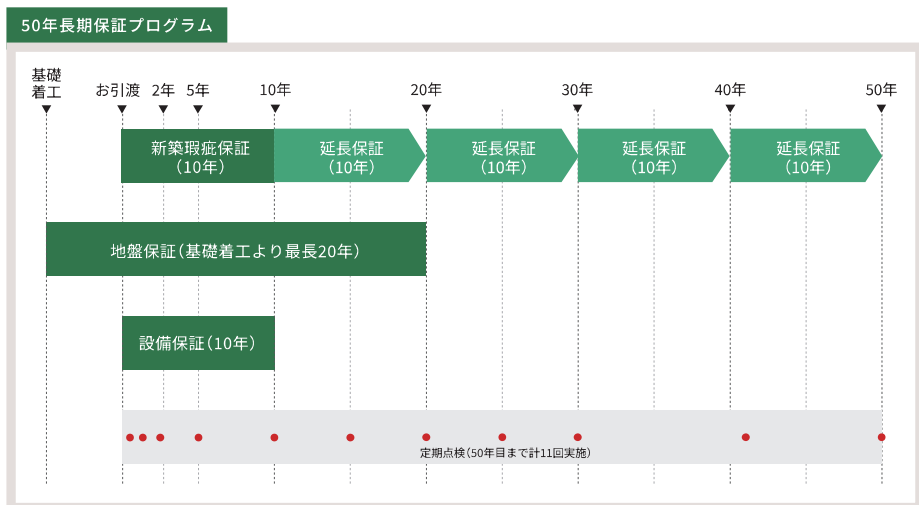 50年長期保証プログラム
基礎
着工
お引渡
2年
5年
10年
20年
30年
40年
50年
新築瑕疵保証
（10年）
延長保証
（10年）
延長保証
（10年）
延長保証
（10年）
延長保証
（10年）
地盤保証（基礎着工より最長20年）
設備保証（10年）
定期点検（50年目まで計11回実施）